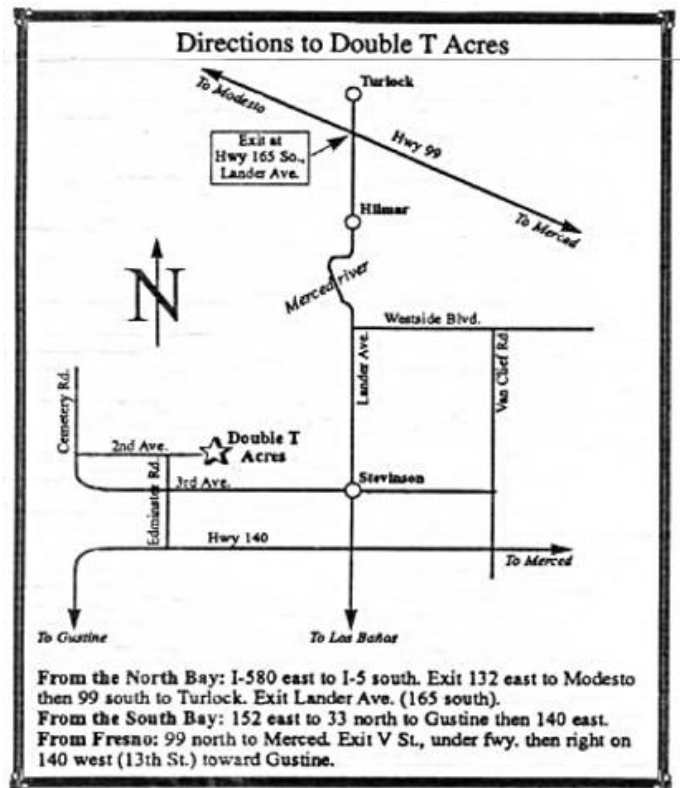 Directions to Double T Acres
Turlock
To Modesto
Hwy 99
Exit at
Hwy 165 So.,
Lander Ave.
Hilmar
To Merced
N
Merced river
Westside Blvd.
Lander Ave.
Van Clief Rd.
Cemetery Rd.
2nd Ave.
Double T
Acres
Edminster Rd.
3rd Ave.
Stevinson
Hwy 140
To Merced
To Gustine
To Los Baños
From the North Bay: I-580 east to I-5 south. Exit 132 east to Modesto
then 99 south to Turlock. Exit Lander Ave. (165 south).
From the South Bay: 152 east to 33 north to Gustine then 140 east.
From Fresno: 99 north to Merced. Exit V St., under fwy. then right on
140 west (13th St.) toward Gustine.